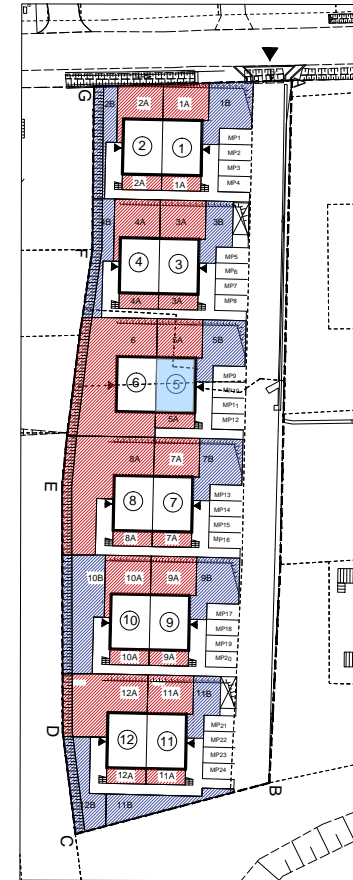 G
2B
2A
1A
1B
2
1
MP1
MP2
MP3
MP4
2A
1A
4B
4A
3A
3B
F
4
3
MP5
MP6
MP7
MP8
4A
3A
6
5A
5B
6
5
MP9
MP10
MP11
MP12
5A
8A
7A
7B
E
8
7
MP13
MP14
MP15
MP16
8A
7A
10B
10A
9A
9B
10
9
MP17
MP18
MP19
MP20
10A
9A
12A
11A
11B
D
12
11
MP21
MP22
MP23
MP24
12A
11A
B
2B
11B
C